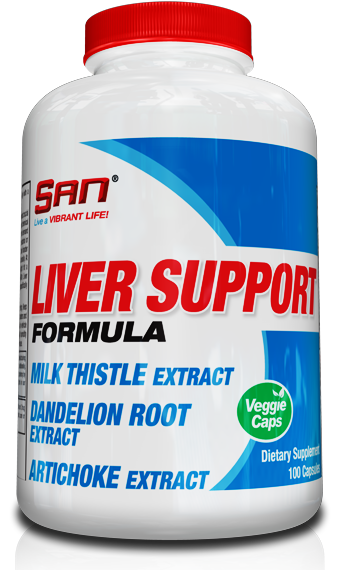 SAN®
Live a VIBRANT LIFE!
LIVER SUPPORT
FORMULA
MILK THISTLE EXTRACT
DANDELION ROOT
EXTRACT
ARTICHOKE EXTRACT
Veggie
Caps
Dietary Supplement
100 Capsules